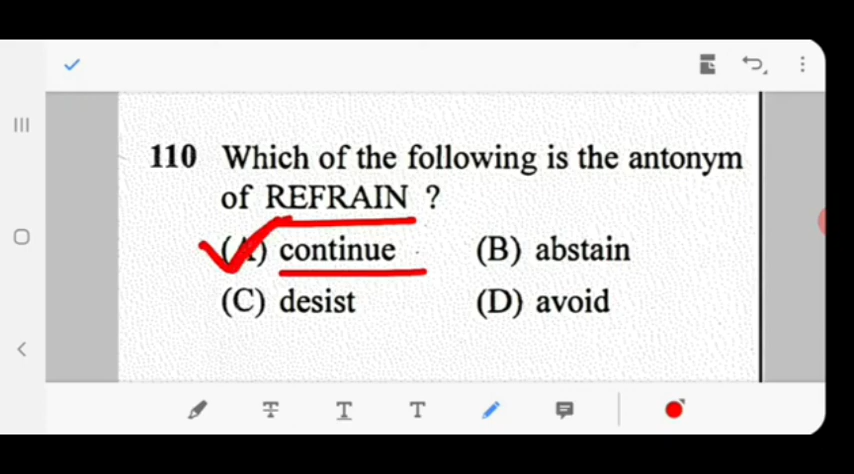 110 Which of the following is the antonym
of REFRAIN ?
(A) continue (B) abstain
(C) desist (D) avoid